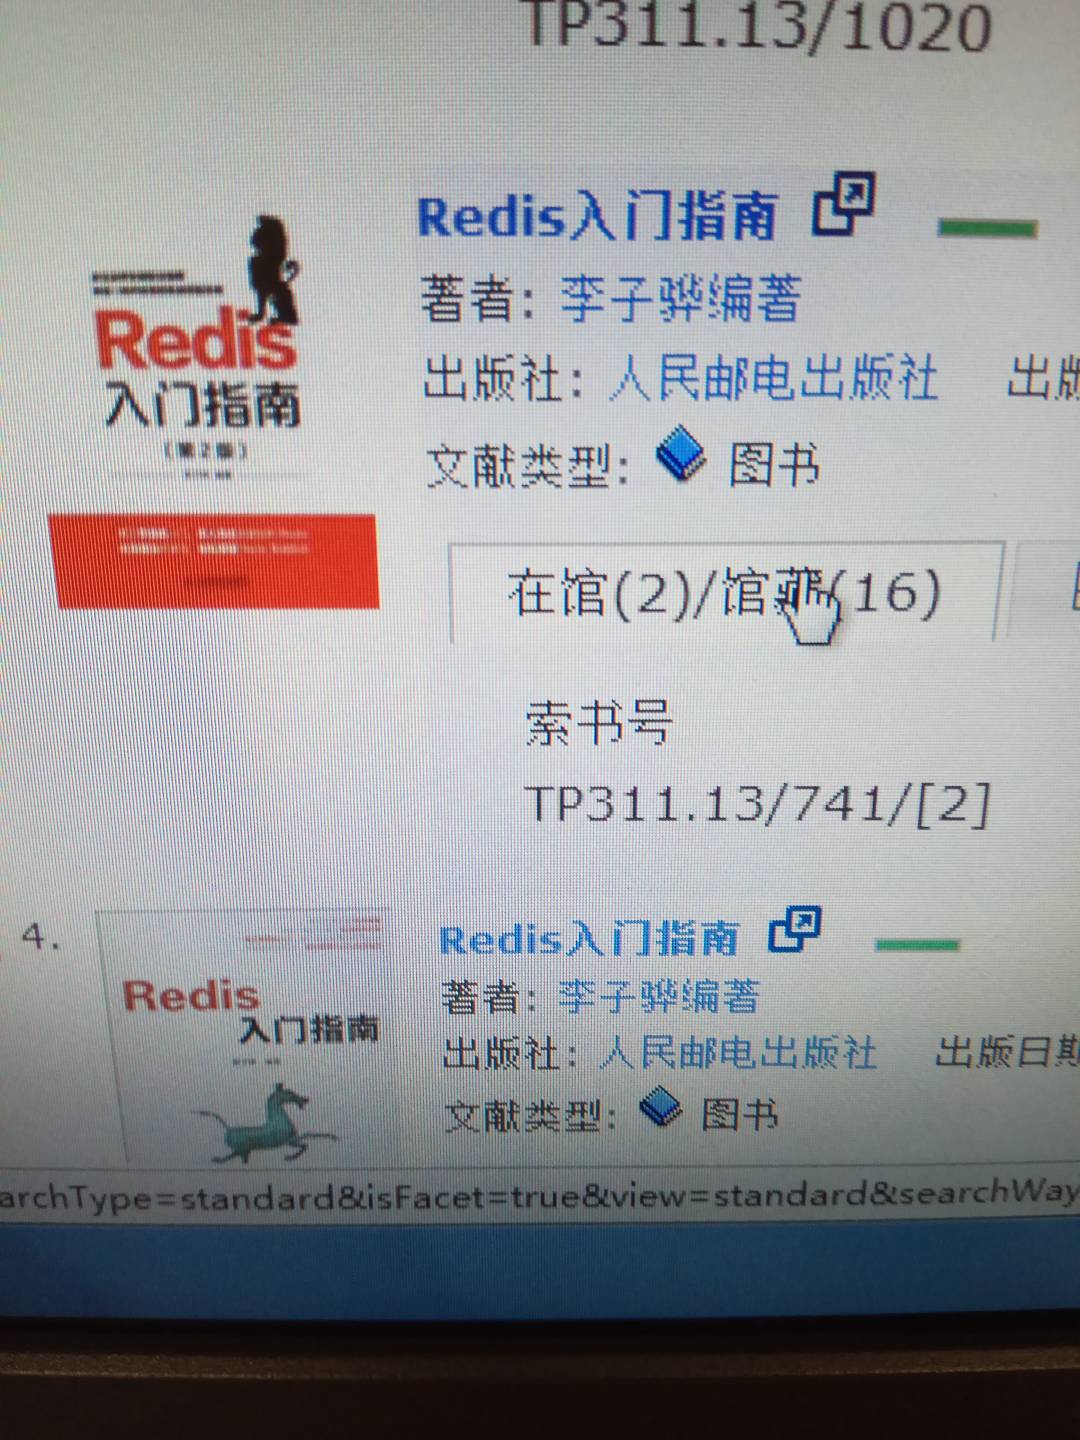 TP311.13/1020
Redis入门指南
著者：李子骅编著
出版社：人民邮电出版社 出版
文献类型： 图书
Redis
入门指南
（第2版）
在馆(2)/馆藏(16)
索书号
TP311.13/741/[2]
4.
Redis入门指南
著者：李子骅编著
出版社：人民邮电出版社 出版日期
文献类型： 图书
Redis
入门指南
archType=standard&isFacet=true&view=standard&searchWay